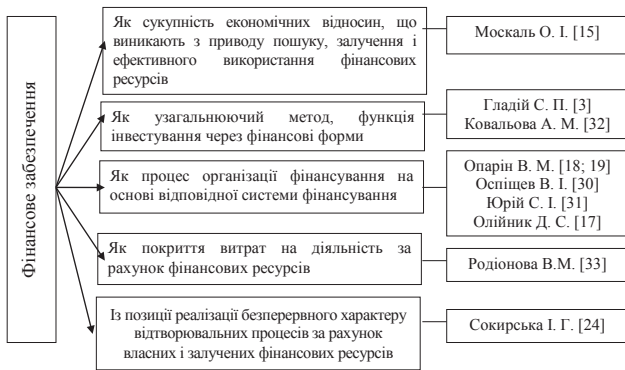 Фінансове забезпечення
Як сукупність економічних відносин, що
виникають з приводу пошуку, залучення і
ефективного використання фінансових
ресурсів
Москаль О. І. [15]
Як узагальнюючий метод, функція
інвестування через фінансові форми
Гладій С. П. [3]
Ковальова А. М. [32]
Як процес організації фінансування на
основі відповідної системи фінансування
Опарін В. М. [18; 19]
Оспіщев В. І. [30]
Юрій С. І. [31]
Олійник Д. С. [17]
Як покриття витрат на діяльність за
рахунок фінансових ресурсів
Родіонова В.М. [33]
Із позиції реалізації безперервного характеру
відтворювальних процесів за рахунок
власних і залучених фінансових ресурсів
Сокирська І. Г. [24]